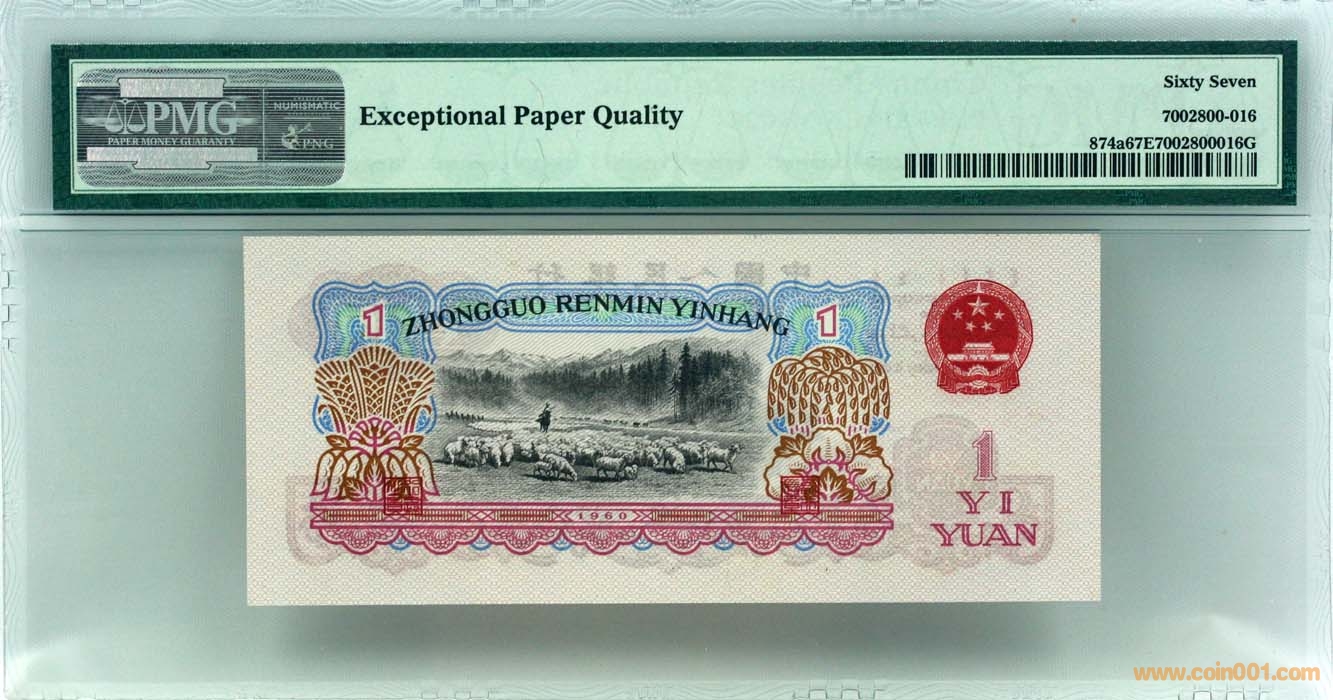 PMG
PAPER MONEY GUARANTY
NUMISMATIC
PNG
Exceptional Paper Quality
Sixty Seven
7002800-016
874a67E7002800016G
1
ZHONGGUO RENMIN YINHANG
1
1960
1
YI
YUAN
www.coin001.com